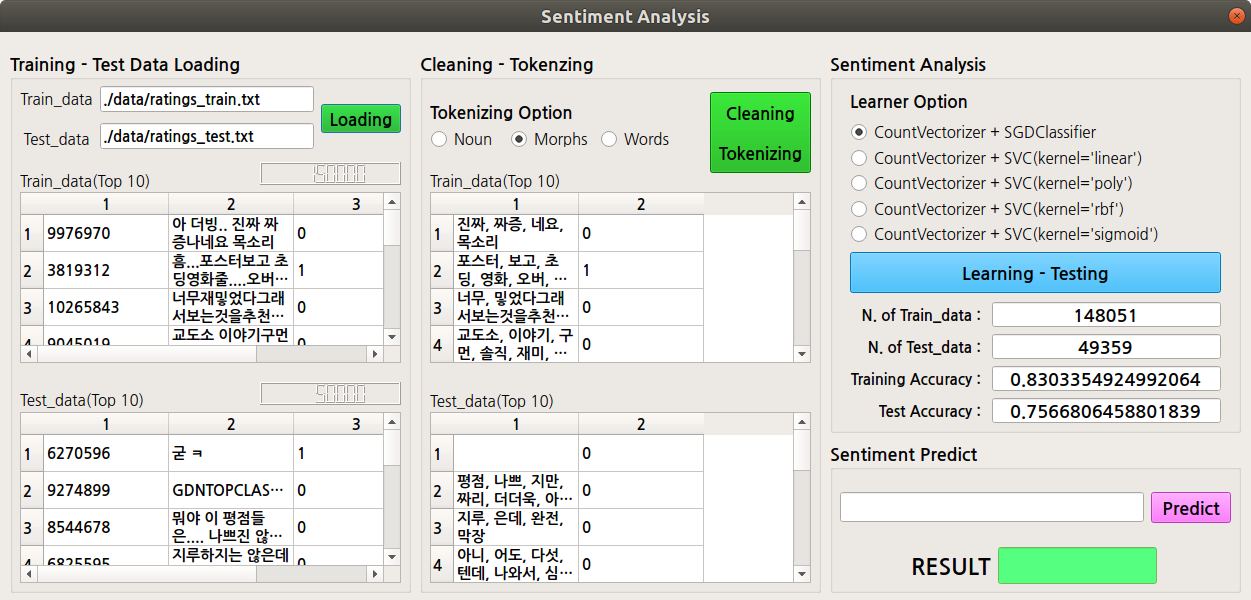 Sentiment Analysis
Training - Test Data Loading
Train_data ./data/ratings_train.txt
Loading
Test_data ./data/ratings_test.txt
150000
Train_data(Top 10)
1 2 3
1 9976970 아 더빙.. 진짜 짜 0
증나네요 목소리
2 3819312 흠...포스터보고 초 1
딩영화줄....오버…
3 10265843 너무재밓었다그래 0
서보는것을추천…
4 9045019 교도소 이야기구먼 0
50000
Test_data(Top 10)
1 2 3
1 6270596 굳 ㅋ 1
2 9274899 GDNTOPCLAS… 0
3 8544678 뭐야 이 평점들 0
은.... 나쁘진 않…
4 6825595 지루하지는 않은데 0
Cleaning - Tokenzing
Tokenizing Option
Noun Morphs Words
Cleaning
Tokenizing
Train_data(Top 10)
1 2
1 진짜, 짜증, 네요, 0
목소리
2 포스터, 보고, 초 1
딩, 영화, 오버, …
3 너무, 밓었다그래 0
서보는것을추천…
4 교도소, 이야기, 구 0
먼, 솔직, 재미, …
Test_data(Top 10)
1 2
1 0
2 평점, 나쁘, 지만, 0
짜리, 더더욱, 아…
3 지루, 은데, 완전, 0
막장
4 아니, 어도, 다섯, 0
텐데, 나와서, 심…
Sentiment Analysis
Learner Option
CountVectorizer + SGDClassifier
CountVectorizer + SVC(kernel='linear')
CountVectorizer + SVC(kernel='poly')
CountVectorizer + SVC(kernel='rbf')
CountVectorizer + SVC(kernel='sigmoid')
Learning - Testing
N. of Train_data : 148051
N. of Test_data : 49359
Training Accuracy : 0.8303354924992064
Test Accuracy : 0.7566806458801839
Sentiment Predict
Predict
RESULT